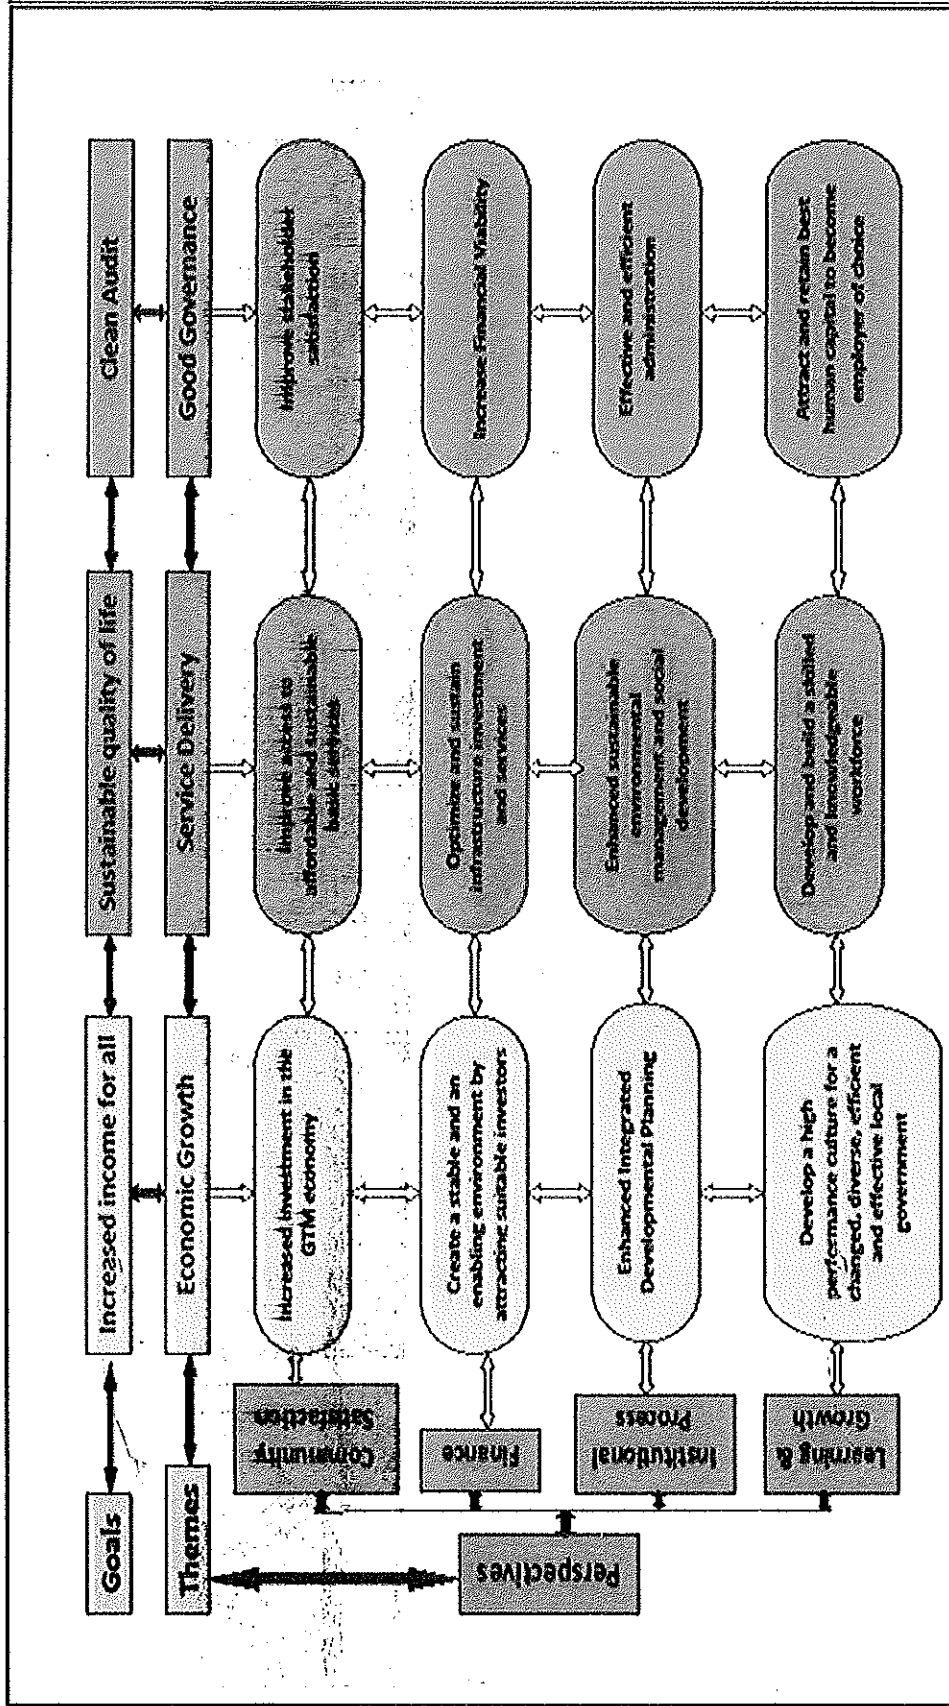 Goals
Increased income for all
Sustainable quality of life
Clean Audit
Themes
Economic Growth
Service Delivery
Good Governance
Perspectives
Community
Satisfaction
Increased Investment in the
GTM economy
Improve access to
affordable and sustainable
basic services
Improve stakeholder
satisfaction
Finance
Create a stable and an
enabling environment by
attracting suitable investors
Optimize and sustain
infrastructure investment
and services
Increase Financial Viability
Institutional
Process
Enhanced Integrated
Developmental Planning
Enhanced sustainable
environmental
management and social
development
Effective and efficient
administration
Learning &
Growth
Develop a high
performance culture for a
changed, diverse, efficient
and effective local
government
Develop and build a skilled
and knowledgeable
workforce
Attract and retain best
human capital to become
employer of choice